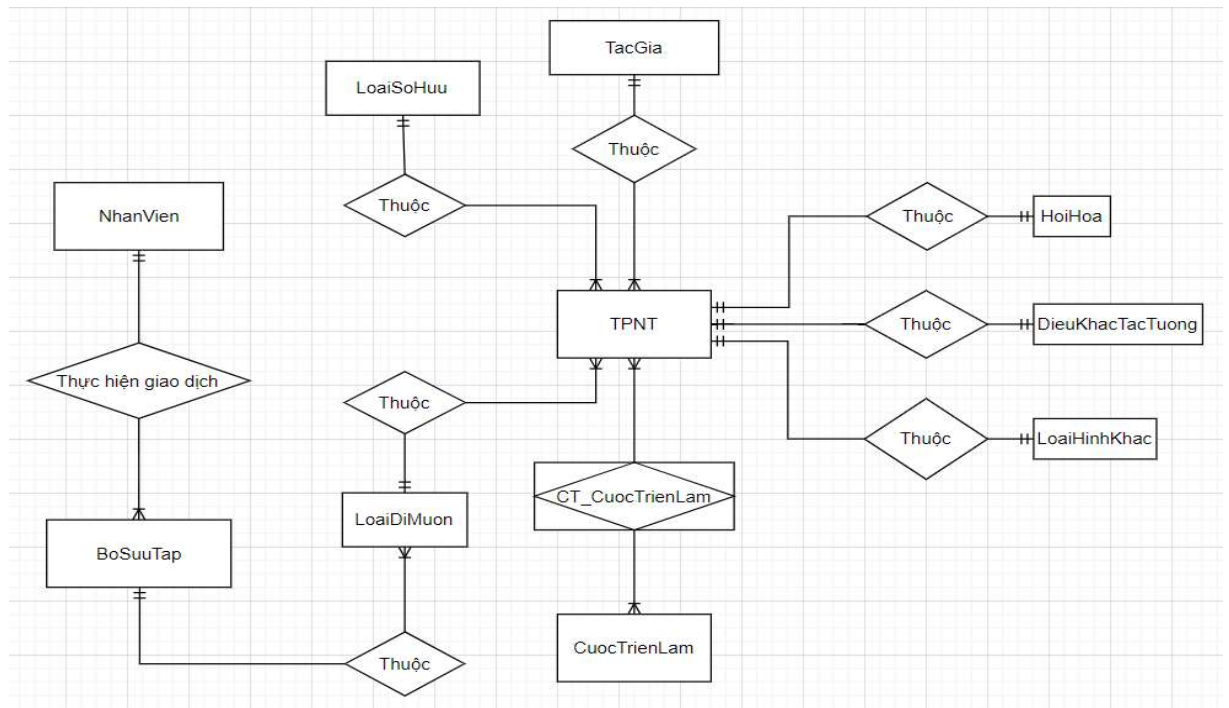 TacGia
LoaiSoHuu
Thuộc
NhanVien
Thuộc
Thuộc
HoiHoa
TPNT
Thuộc
DieuKhacTacTuong
Thực hiện giao dịch
Thuộc
Thuộc
LoaiHinhKhac
CT_CuocTrienLam
LoaiDiMuon
BoSuuTap
CuocTrienLam
Thuộc